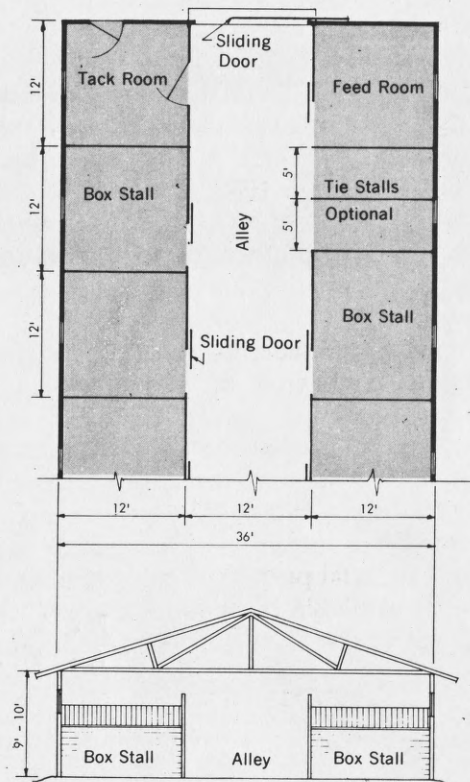 Sliding
Door
Tack Room
Feed Room
12'
5'
Tie Stalls
Box Stall
Optional
5'
12'
Alley
Box Stall
Sliding Door
12'
12'
12'
12'
36'
9' - 10'
Box Stall
Alley
Box Stall